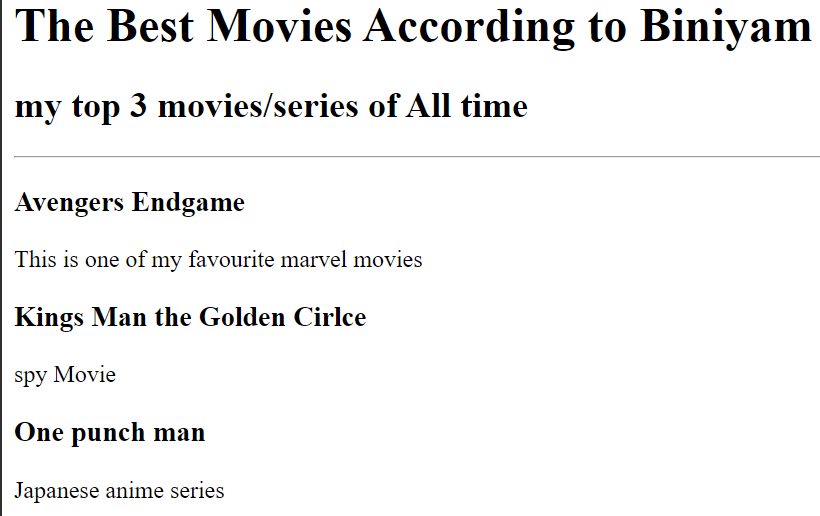 The Best Movies According to Biniyam
my top 3 movies/series of All time
Avengers Endgame
This is one of my favourite marvel movies
Kings Man the Golden Cirlce
spy Movie
One punch man
Japanese anime series